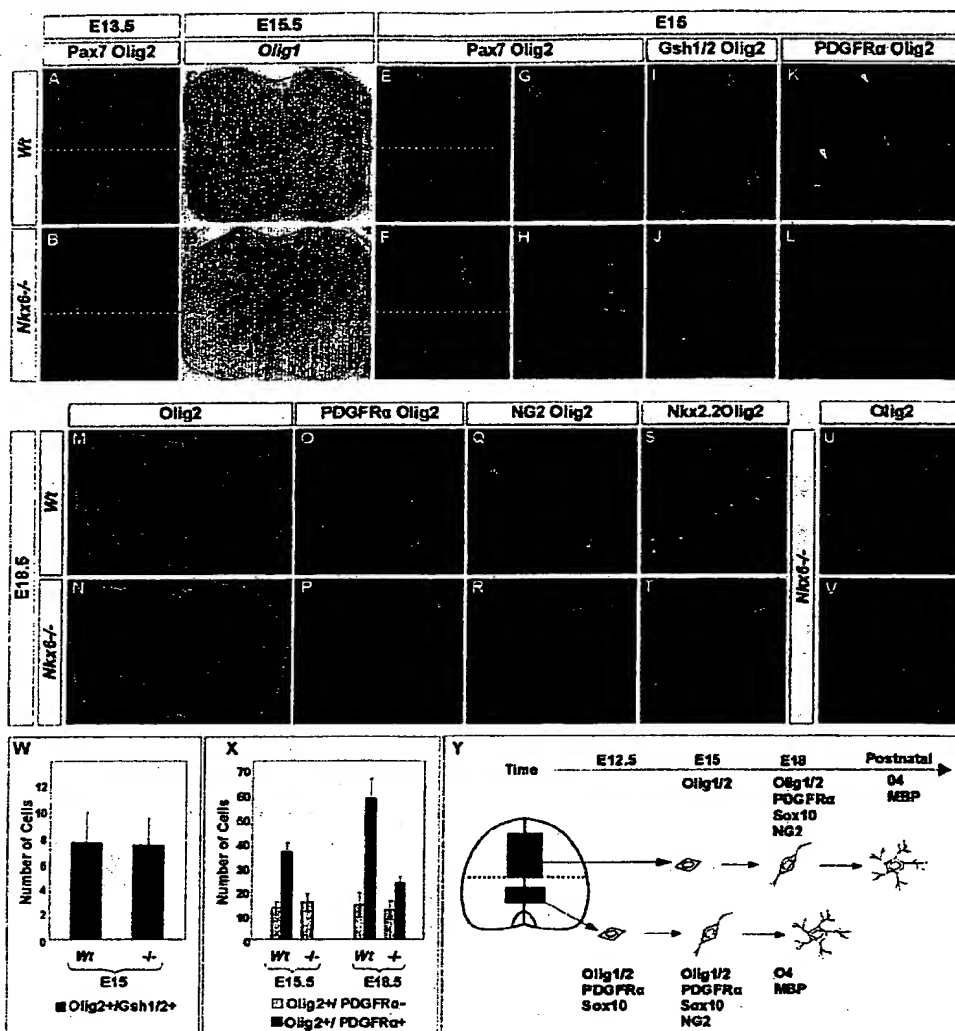 E13.5 E15.5 E15
Pax7 Olig2 Olig1 Pax7 Olig2 Gsh1/2 Olig2 PDGFRα Olig2
Wt
A E G I K
Nkx6-/-
B F H J L
Olig2 PDGFRα Olig2 NG2 Olig2 Nkx2.2Olig2 Olig2
E18.5
Wt
M O Q S U
Nkx6-/-
N P R T V
Nkx6-/-
W
Number of Cells
12
10
8
6
4
2
0
Wt -/-
E15
Olig2+/Gsh1/2+
X
Number of Cells
70
60
50
40
30
20
10
0
Wt -/- Wt -/-
E15.5 E18.5
Olig2+/ PDGFRα-
Olig2+/ PDGFRα+
Y
Time E12.5 E15 E18 Postnatal
Olig1/2 Olig1/2 O4
PDGFRα MBP
Sox10
NG2
Olig1/2 Olig1/2 O4
PDGFRα PDGFRα MBP
Sox10 Sox10
NG2